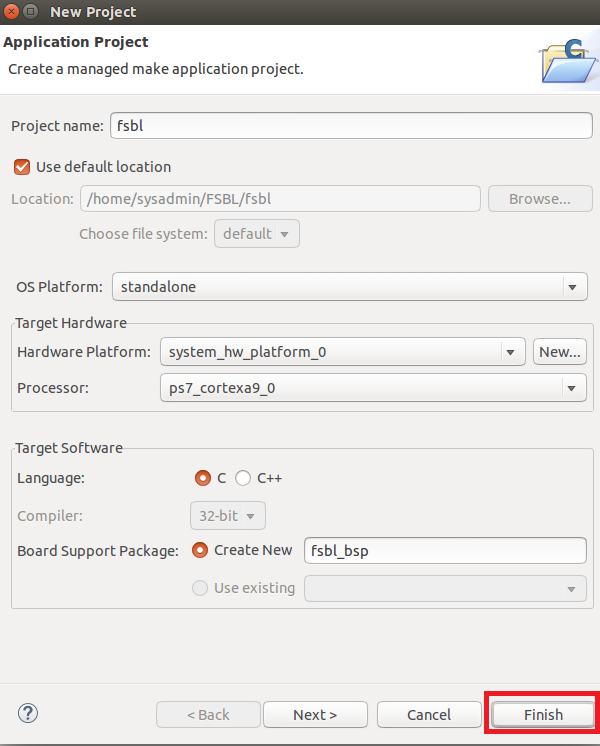 New Project
Application Project
Create a managed make application project.
C
Project name: fsbl
Use default location
Location: /home/sysadmin/FSBL/fsbl Browse...
Choose file system: default
OS Platform: standalone
Target Hardware
Hardware Platform: system_hw_platform_0 New...
Processor: ps7_cortexa9_0
Target Software
Language: C C++
Compiler: 32-bit
Board Support Package: Create New fsbl_bsp
Use existing
? < Back Next > Cancel Finish